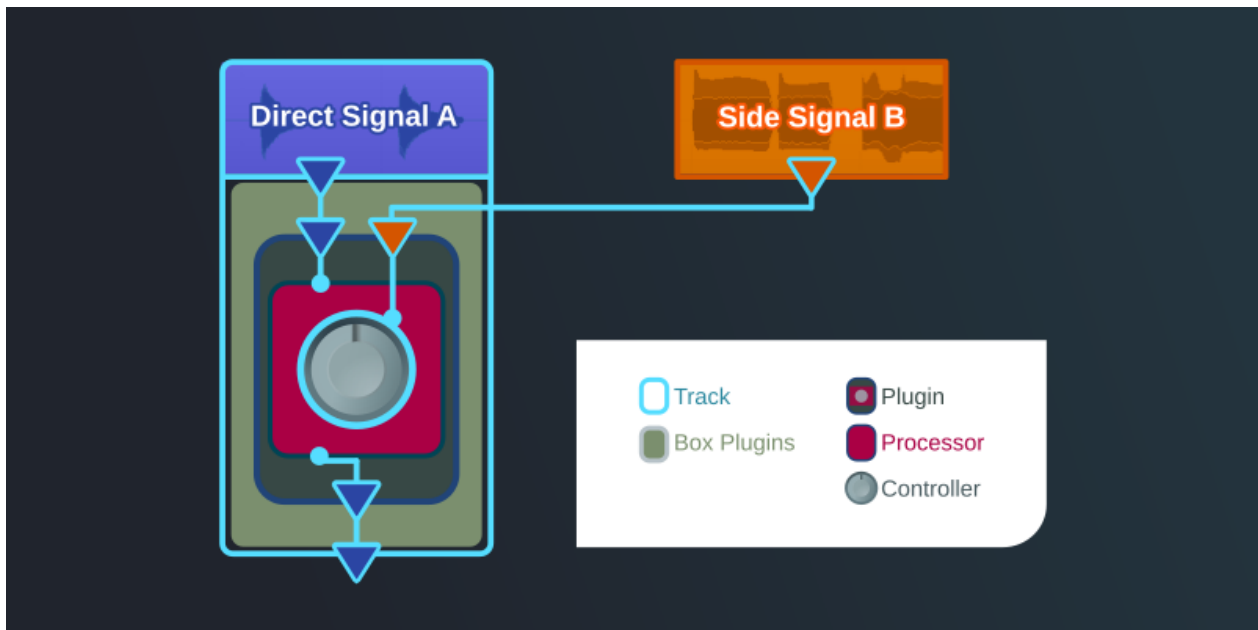 Direct Signal A
Side Signal B
Track
Plugin
Box Plugins
Processor
Controller